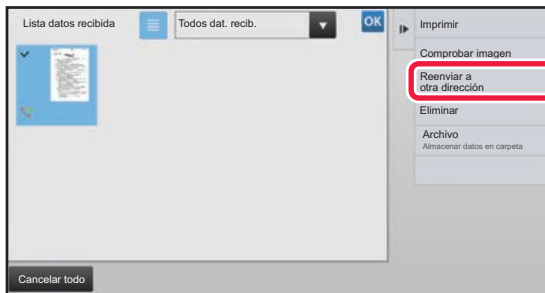 Lista datos recibida
Todos dat. recib.
OK
Imprimir
Comprobar imagen
Reenviar a
otra dirección
Eliminar
Archivo
Almacenar datos en carpeta
Cancelar todo